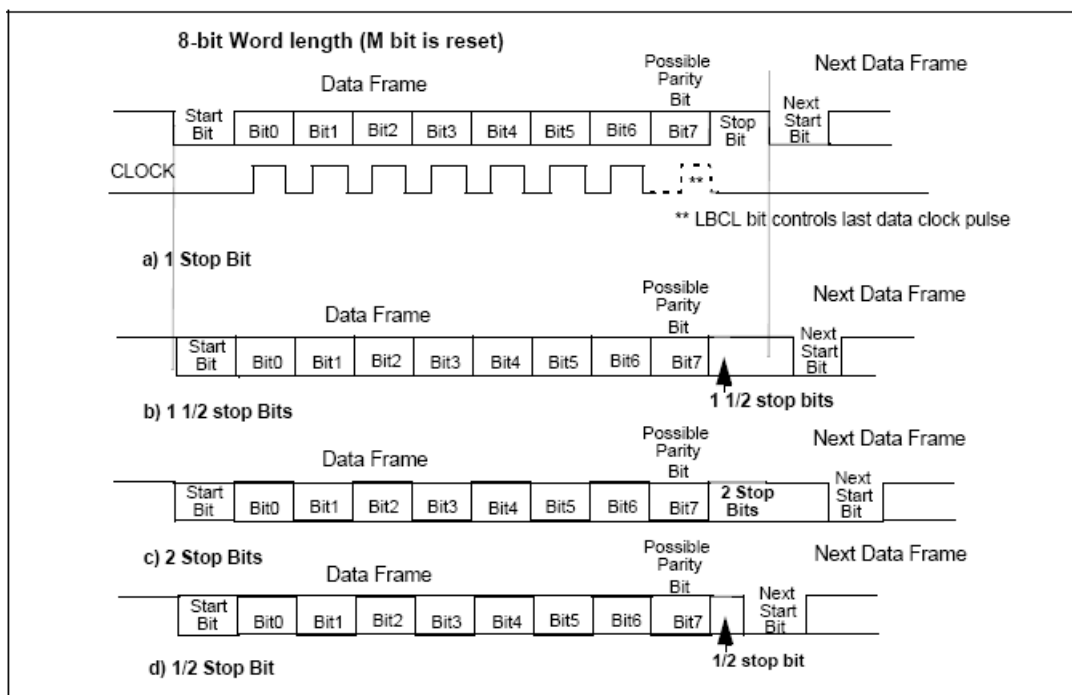 8-bit Word length (M bit is reset)
Data Frame
Possible
Parity
Bit
Next Data Frame
Start
Bit
Bit0
Bit1
Bit2
Bit3
Bit4
Bit5
Bit6
Bit7
Stop
Bit
Next
Start
Bit
CLOCK
**
** LBCL bit controls last data clock pulse
a) 1 Stop Bit
Data Frame
Possible
Parity
Bit
Next Data Frame
Start
Bit
Bit0
Bit1
Bit2
Bit3
Bit4
Bit5
Bit6
Bit7
Next
Start
Bit
1 1/2 stop bits
b) 1 1/2 stop Bits
Data Frame
Possible
Parity
Bit
Next Data Frame
Start
Bit
Bit0
Bit1
Bit2
Bit3
Bit4
Bit5
Bit6
Bit7
2 Stop
Bits
Next
Start
Bit
c) 2 Stop Bits
Data Frame
Possible
Parity
Bit
Next Data Frame
Start
Bit
Bit0
Bit1
Bit2
Bit3
Bit4
Bit5
Bit6
Bit7
Next
Start
Bit
1/2 stop bit
d) 1/2 Stop Bit